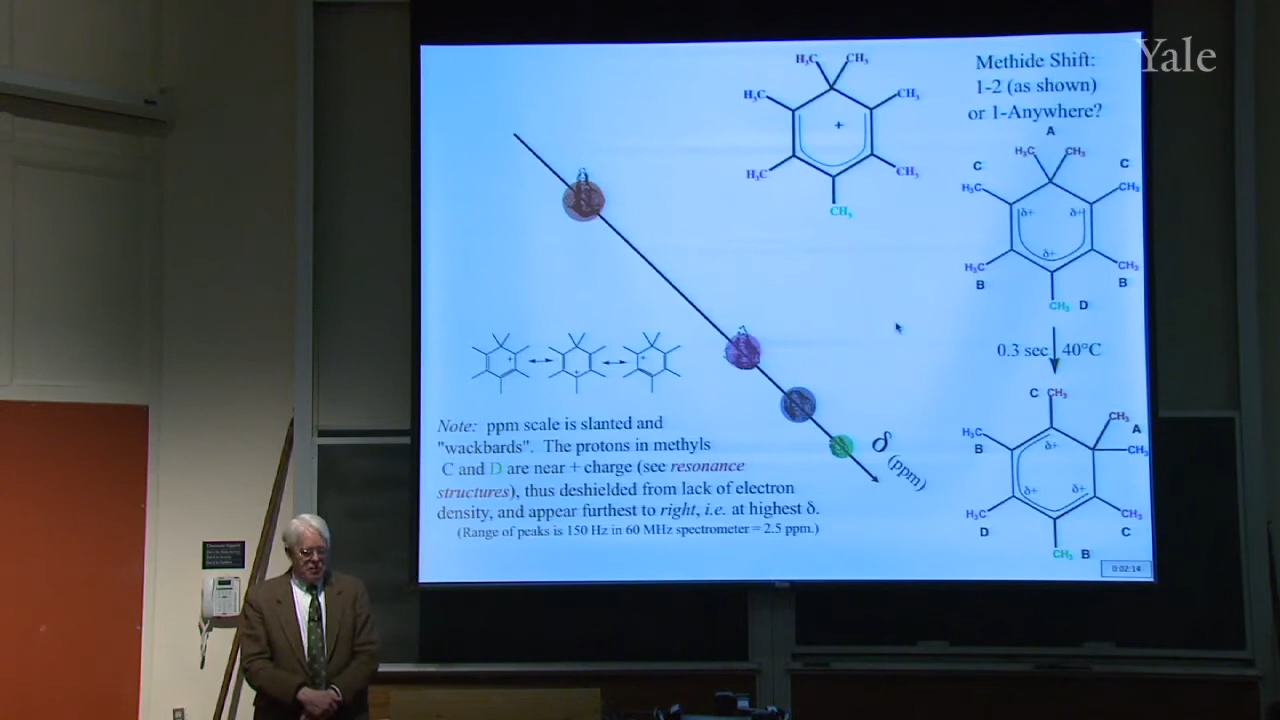 Yale
H₃C CH₃
H₃C CH₃
+
H₃C CH₃
CH₃
Methide Shift:
1-2 (as shown)
or 1-Anywhere?
A
H₃C CH₃
C C
H₃C CH₃
δ+ δ+
δ+
H₃C CH₃
B B
CH₃ D
0.3 sec 40°C
C CH₃
CH₃
H₃C A
B CH₃
δ+
δ+ δ+
H₃C CH₃
D C
CH₃ B
0:02:14
+ + +
Note: ppm scale is slanted and
"wackbards". The protons in methyls
C and D are near + charge (see resonance
structures), thus deshielded from lack of electron
density, and appear furthest to right, i.e. at highest δ.
(Range of peaks is 150 Hz in 60 MHz spectrometer = 2.5 ppm.)
δ (ppm)